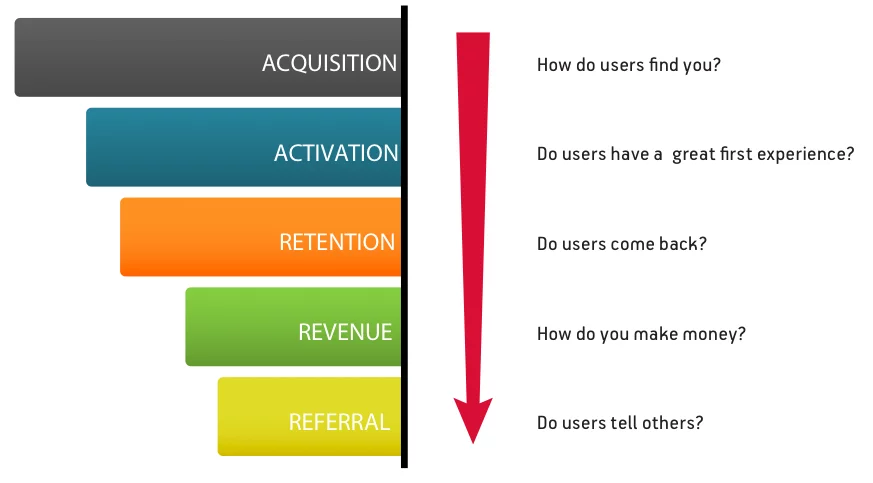 ACQUISITION
How do users find you?
ACTIVATION
Do users have a great first experience?
RETENTION
Do users come back?
REVENUE
How do you make money?
REFERRAL
Do users tell others?